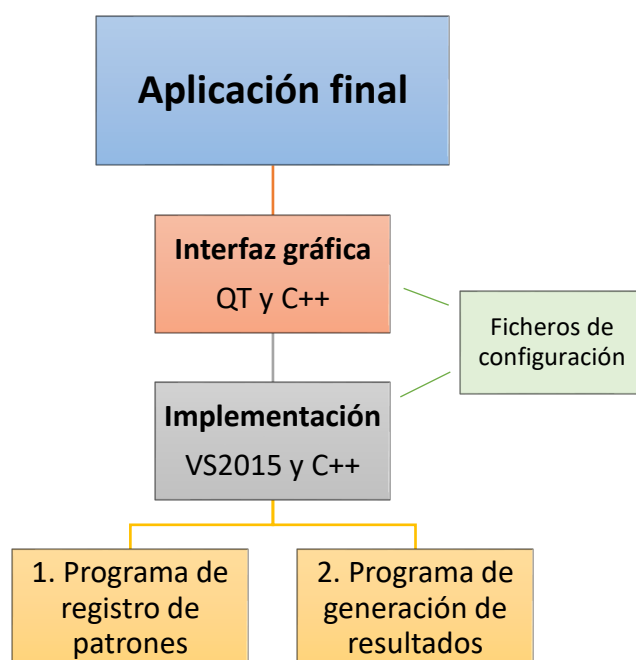 Aplicación final
Interfaz gráfica
QT y C++
Ficheros de
configuración
Implementación
VS2015 y C++
1. Programa de
registro de
patrones
2. Programa de
generación de
resultados